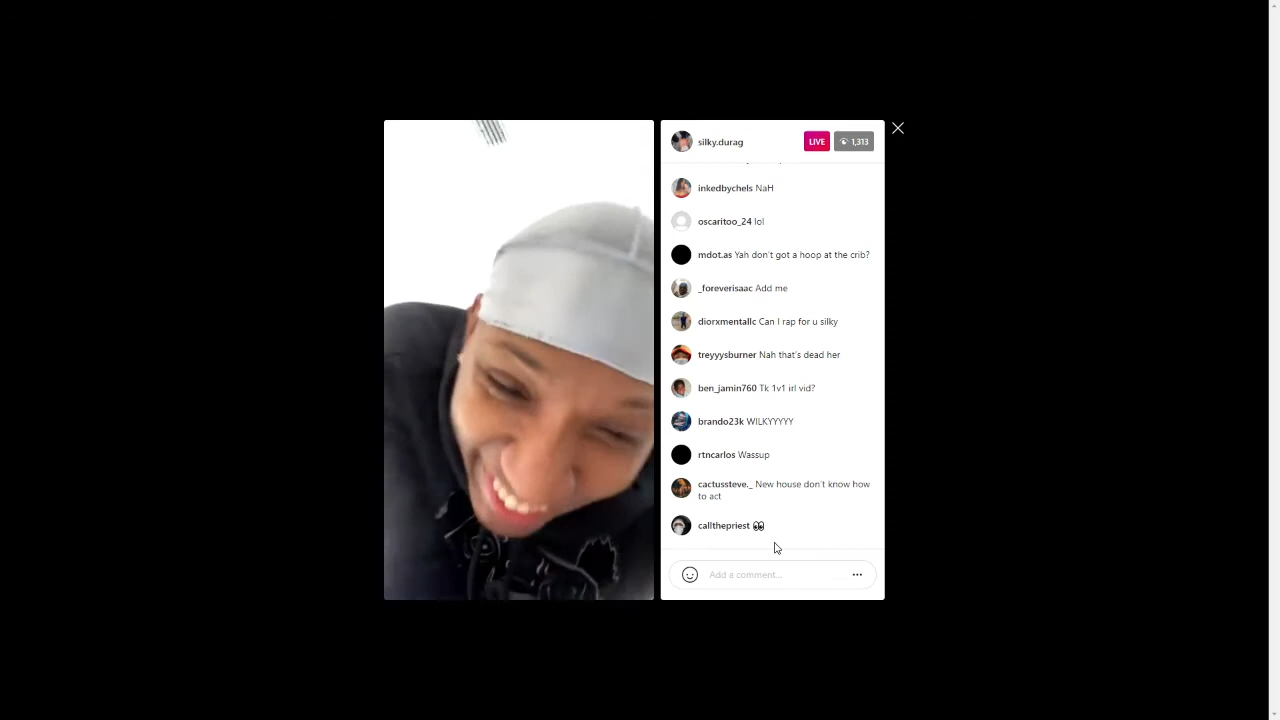 silky.durag
LIVE
1,313
inkedbychels NaH
oscaritoo_24 lol
mdot.as Yah don't got a hoop at the crib?
_foreverisaac Add me
diorxmentallc Can I rap for u silky
treyyysburner Nah that's dead her
ben_jamin760 Tk 1v1 irl vid?
brando23k WILKYYYYY
rtncarlos Wassup
cactussteve._ New house don't know how
to act
callthepriest 👀
Add a comment...